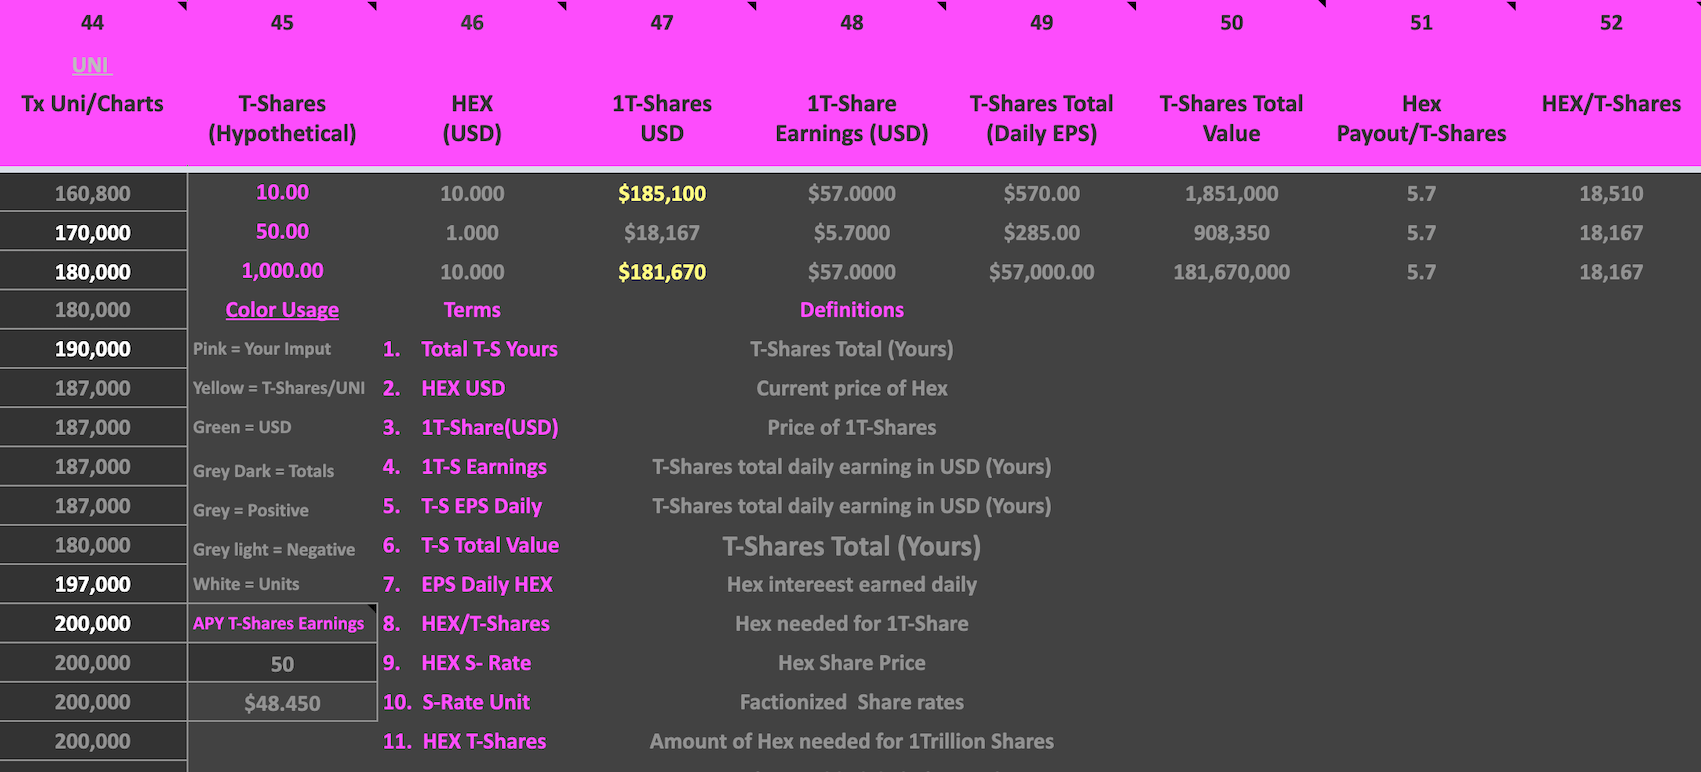 44 45 46 47 48 49 50 51 52
UNI
Tx Uni/Charts T-Shares HEX 1T-Shares 1T-Share T-Shares Total T-Shares Total Hex HEX/T-Shares
(Hypothetical) (USD) USD Earnings (USD) (Daily EPS) Value Payout/T-Shares
160,800 10.00 10.000 $185,100 $57.0000 $570.00 1,851,000 5.7 18,510
170,000 50.00 1.000 $18,167 $5.7000 $285.00 908,350 5.7 18,167
180,000 1,000.00 10.000 $181,670 $57.0000 $57,000.00 181,670,000 5.7 18,167
180,000 Color Usage Terms Definitions
190,000 Pink = Your Imput 1. Total T-S Yours T-Shares Total (Yours)
187,000 Yellow = T-Shares/UNI 2. HEX USD Current price of Hex
187,000 Green = USD 3. 1T-Share(USD) Price of 1T-Shares
187,000 Grey Dark = Totals 4. 1T-S Earnings T-Shares total daily earning in USD (Yours)
187,000 Grey = Positive 5. T-S EPS Daily T-Shares total daily earning in USD (Yours)
180,000 Grey light = Negative 6. T-S Total Value T-Shares Total (Yours)
197,000 White = Units 7. EPS Daily HEX Hex intereest earned daily
200,000 APY T-Shares Earnings 8. HEX/T-Shares Hex needed for 1T-Share
200,000 50 9. HEX S- Rate Hex Share Price
200,000 $48.450 10. S-Rate Unit Factionized Share rates
200,000 11. HEX T-Shares Amount of Hex needed for 1Trillion Shares